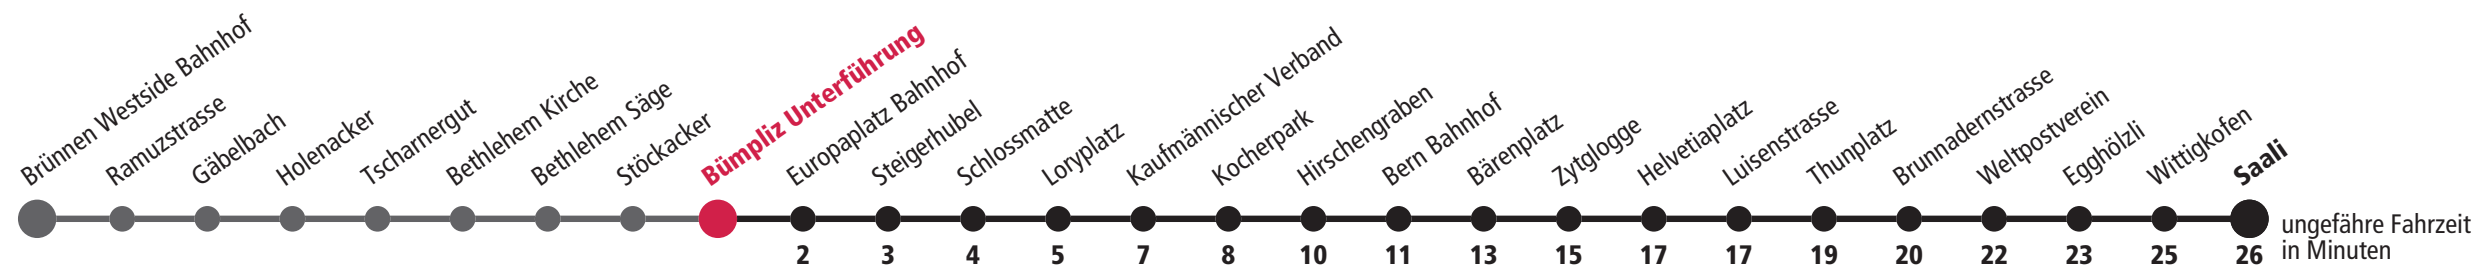 Brünnen Westside Bahnhof
Ramuzstrasse
Gäbelbach
Holenacker
Tscharnergut
Bethlehem Kirche
Bethlehem Säge
Stöckacker
Bümpliz Unterführung
Europaplatz Bahnhof
Steigerhubel
Schlossmatte
Loryplatz
Kaufmännischer Verband
Kocherpark
Hirschengraben
Bern Bahnhof
Bärenplatz
Zytglogge
Helvetiaplatz
Luisenstrasse
Thunplatz
Brunnadernstrasse
Weltpostverein
Egghölzli
Wittigkofen
Saali
2 3 4 5 7 8 10 11 13 15 17 17 19 20 22 23 25 26
ungefähre Fahrzeit
in Minuten